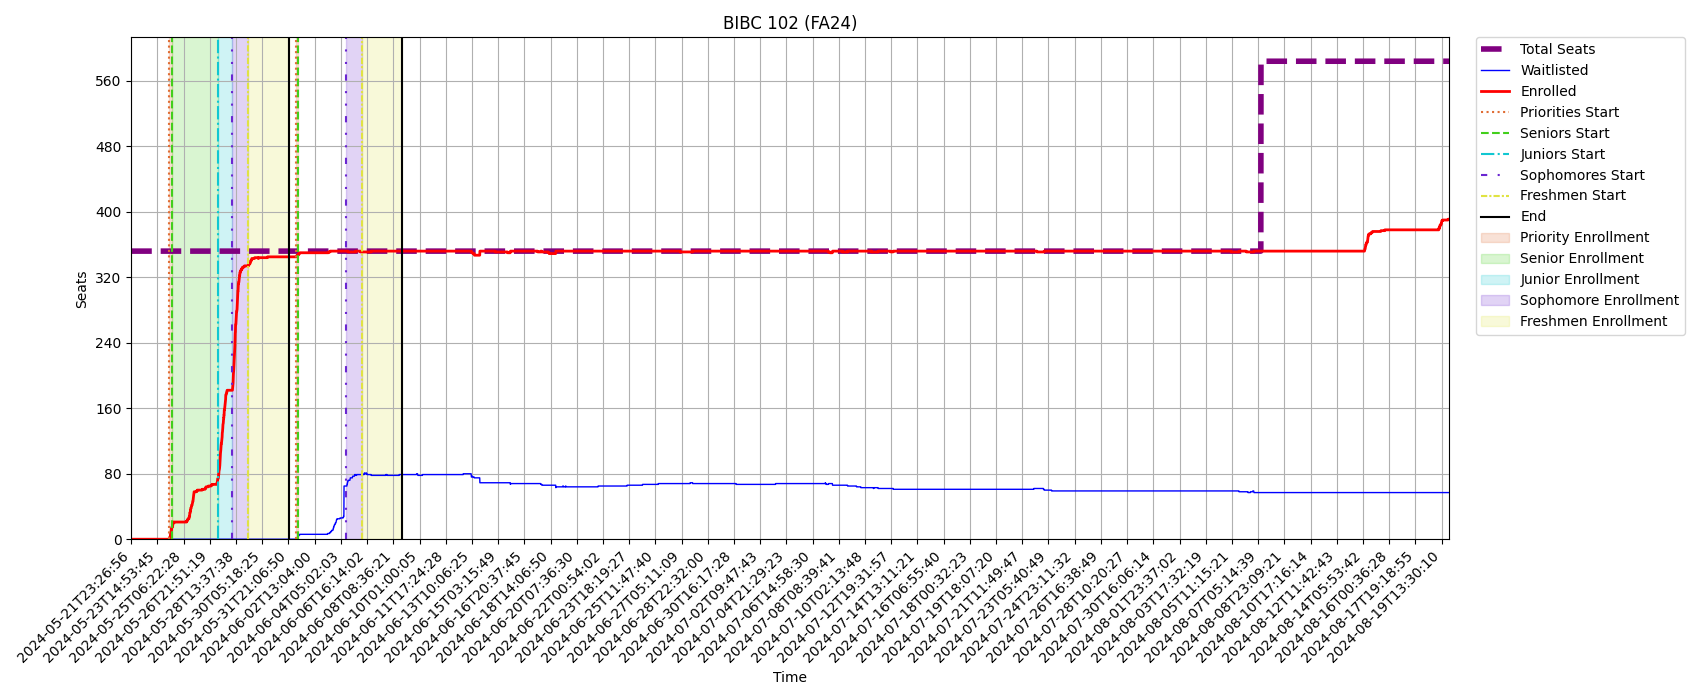 BIBC 102 (FA24)
Total Seats
Waitlisted
Enrolled
Priorities Start
Seniors Start
Juniors Start
Sophomores Start
Freshmen Start
End
Priority Enrollment
Senior Enrollment
Junior Enrollment
Sophomore Enrollment
Freshmen Enrollment
Seats
560
480
400
320
240
160
80
0
2024-05-21T23:26:56
2024-05-23T14:53:45
2024-05-25T06:22:28
2024-05-26T21:51:19
2024-05-28T13:37:38
2024-05-30T05:18:25
2024-05-31T21:06:50
2024-06-02T13:04:00
2024-06-04T05:02:03
2024-06-06T16:14:02
2024-06-08T08:36:21
2024-06-10T01:00:05
2024-06-11T17:24:28
2024-06-13T10:06:25
2024-06-15T03:15:49
2024-06-16T20:37:45
2024-06-18T14:06:50
2024-06-20T07:36:30
2024-06-22T00:54:02
2024-06-23T18:19:27
2024-06-25T11:47:40
2024-06-27T05:11:09
2024-06-28T22:32:00
2024-06-30T16:17:28
2024-07-02T09:47:43
2024-07-04T21:29:23
2024-07-06T14:58:30
2024-07-08T08:39:41
2024-07-10T02:13:48
2024-07-12T19:31:57
2024-07-14T13:11:21
2024-07-16T06:55:40
2024-07-18T00:32:23
2024-07-19T18:07:20
2024-07-21T11:49:47
2024-07-23T05:40:49
2024-07-24T23:11:32
2024-07-26T16:38:49
2024-07-28T10:20:27
2024-07-30T16:06:14
2024-08-01T23:37:02
2024-08-03T17:32:19
2024-08-05T11:15:21
2024-08-07T05:14:39
2024-08-08T23:09:21
2024-08-10T17:16:14
2024-08-12T11:42:43
2024-08-14T05:53:42
2024-08-16T00:36:28
2024-08-17T19:18:55
2024-08-19T13:30:10
Time